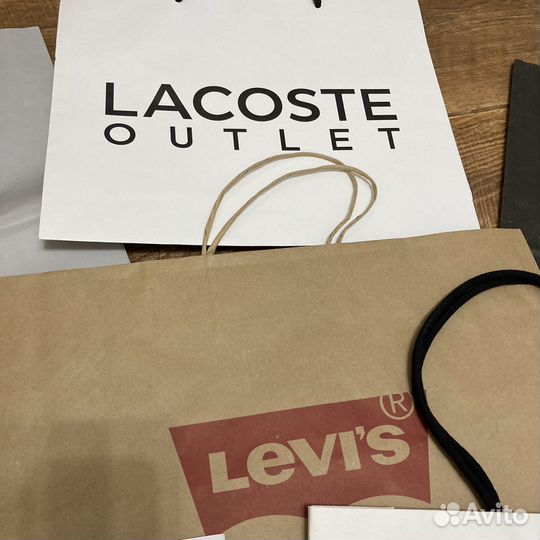 LACOSTE
OUTLET
LEVI'S ®
Avito